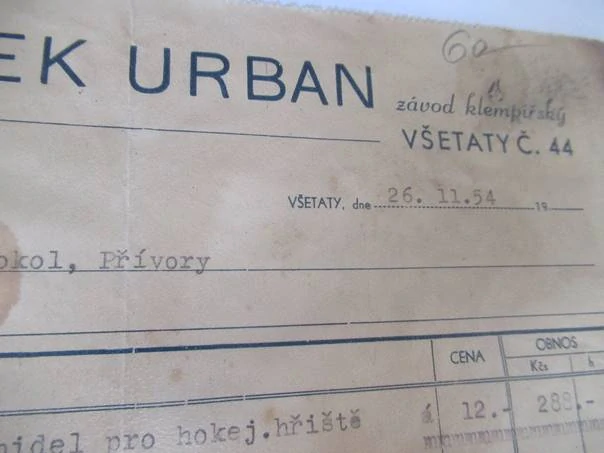 60
EK URBAN závod klempířský
VŠETATY Č. 44
VŠETATY, dne 26. 11.54 19
okol, Přívory
CENA OBNOS
Kčs h
nidel pro hokej.hřiště á 12.- 288.-